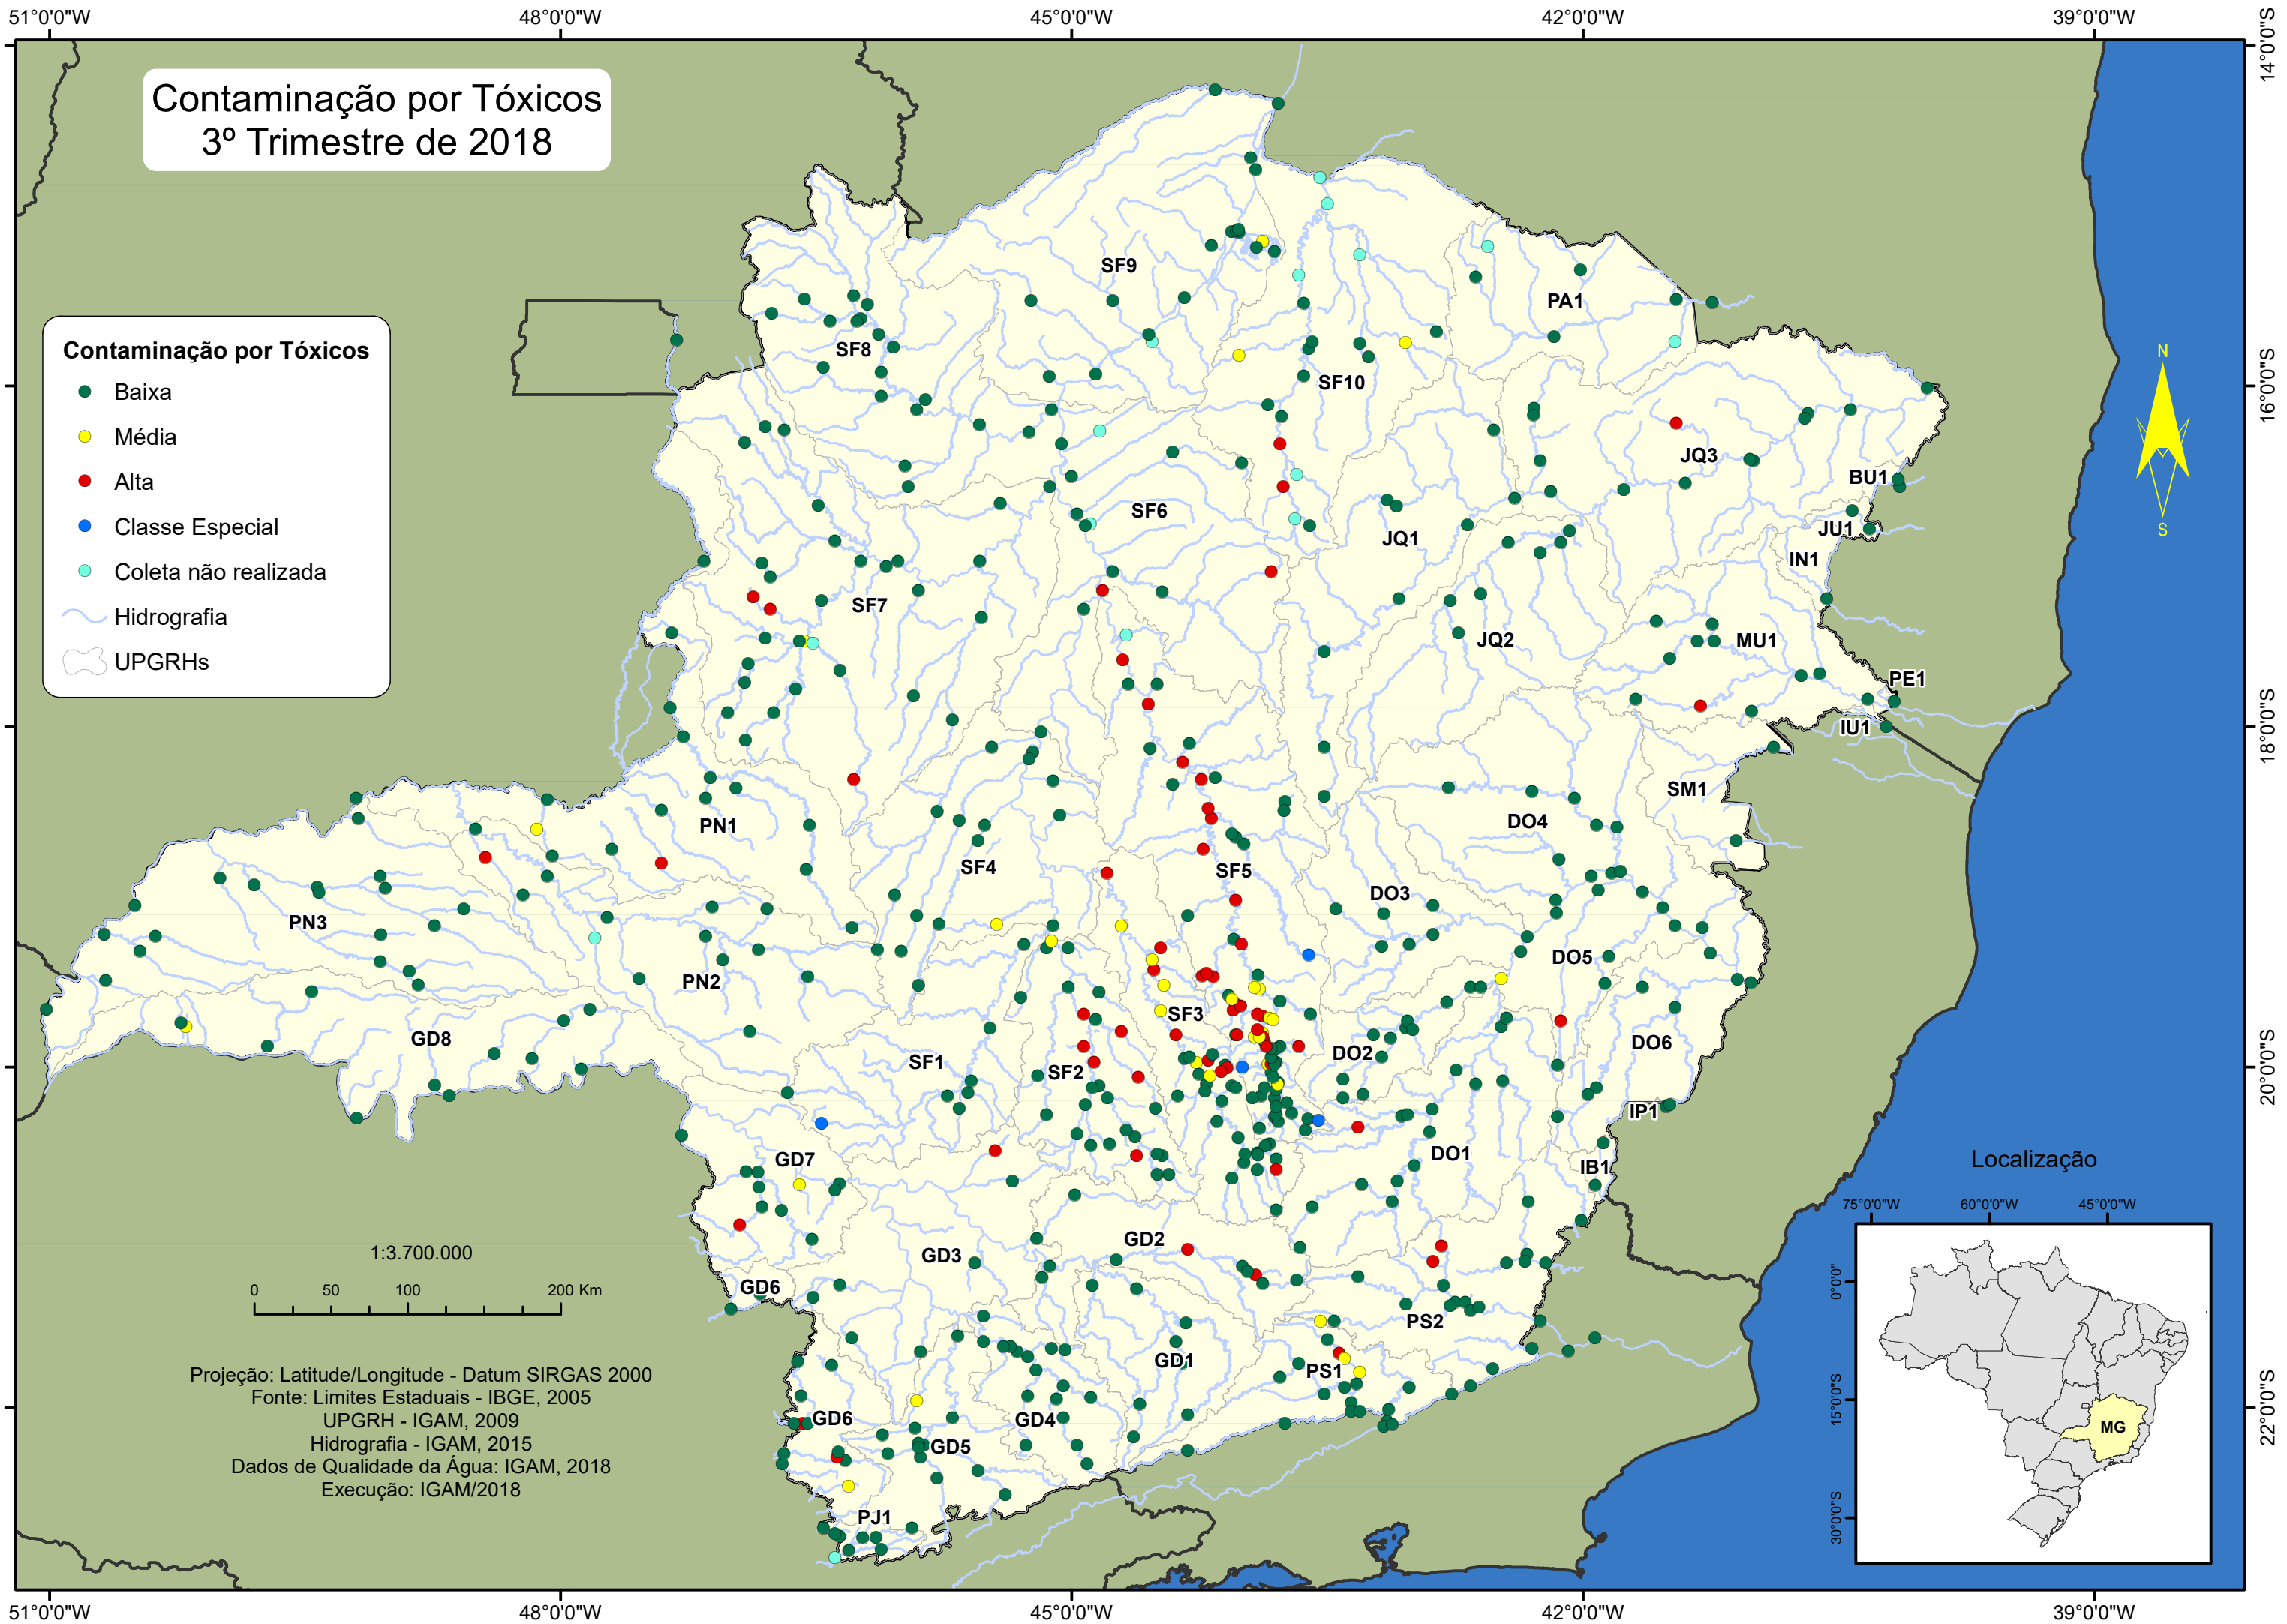 51°0'0"W
48°0'0"W
45°0'0"W
42°0'0"W
39°0'0"W
14°0'0"S
16°0'0"S
18°0'0"S
20°0'0"S
22°0'0"S
Contaminação por Tóxicos
3º Trimestre de 2018
Contaminação por Tóxicos
Baixa
Média
Alta
Classe Especial
Coleta não realizada
Hidrografia
UPGRHs
N
S
SF9
PA1
SF8
SF10
JQ3
BU1
SF6
JU1
JQ1
IN1
SF7
JQ2
MU1
PE1
IU1
SM1
PN1
DO4
SF4
SF5
DO3
PN3
DO5
PN2
SF3
GD8
DO6
DO2
SF1
SF2
IP1
DO1
GD7
IB1
GD2
GD3
GD6
PS2
GD1
PS1
GD6
GD4
GD5
PJ1
1:3.700.000
0 50 100 200 Km
Projeção: Latitude/Longitude - Datum SIRGAS 2000
Fonte: Limites Estaduais - IBGE, 2005
UPGRH - IGAM, 2009
Hidrografia - IGAM, 2015
Dados de Qualidade da Água: IGAM, 2018
Execução: IGAM/2018
Localização
75°0'0"W
60°0'0"W
45°0'0"W
0°0'0"
15°0'0"S
30°0'0"S
MG
51°0'0"W
48°0'0"W
45°0'0"W
42°0'0"W
39°0'0"W